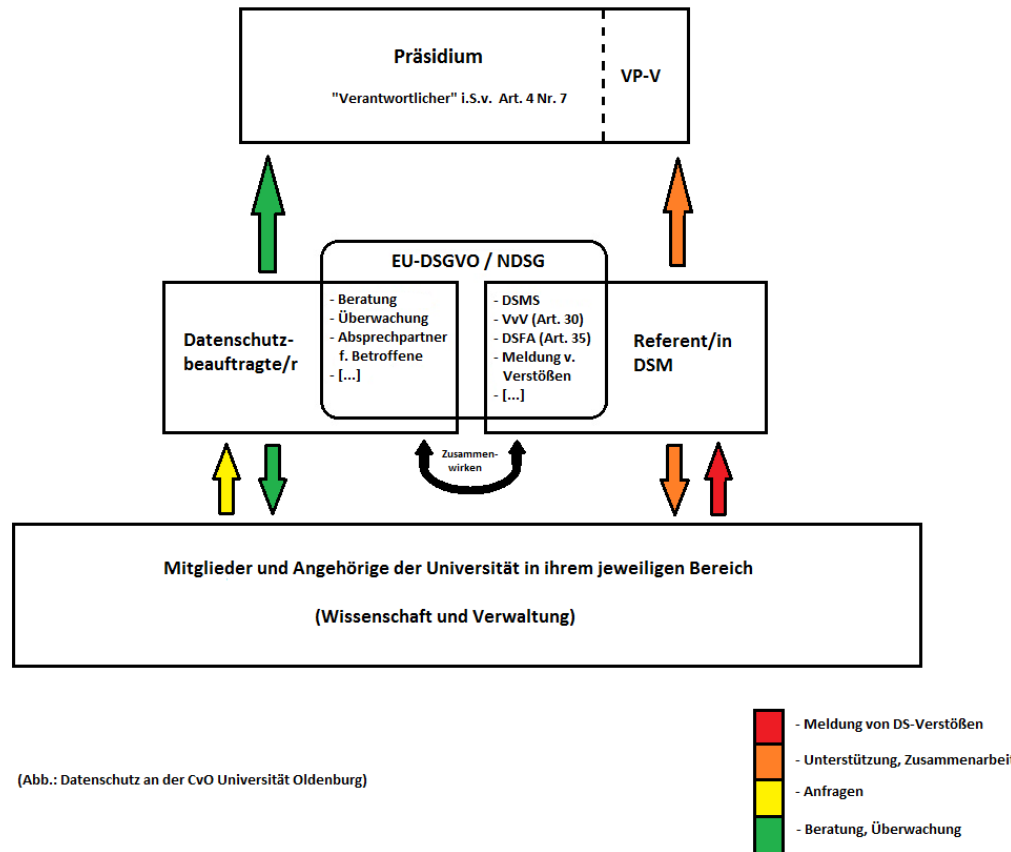 Präsidium
"Verantwortlicher" i.S.v. Art. 4 Nr. 7
VP-V
EU-DSGVO / NDSG
Datenschutz-
beauftragte/r
- Beratung
- Überwachung
- Absprechpartner
f. Betroffene
- [...]
- DSMS
- VvV (Art. 30)
- DSFA (Art. 35)
- Meldung v.
Verstößen
- [...]
Referent/in
DSM
Zusammen-
wirken
Mitglieder und Angehörige der Universität in ihrem jeweiligen Bereich
(Wissenschaft und Verwaltung)
- Meldung von DS-Verstößen
- Unterstützung, Zusammenarbeit
- Anfragen
- Beratung, Überwachung
(Abb.: Datenschutz an der CvO Universität Oldenburg)